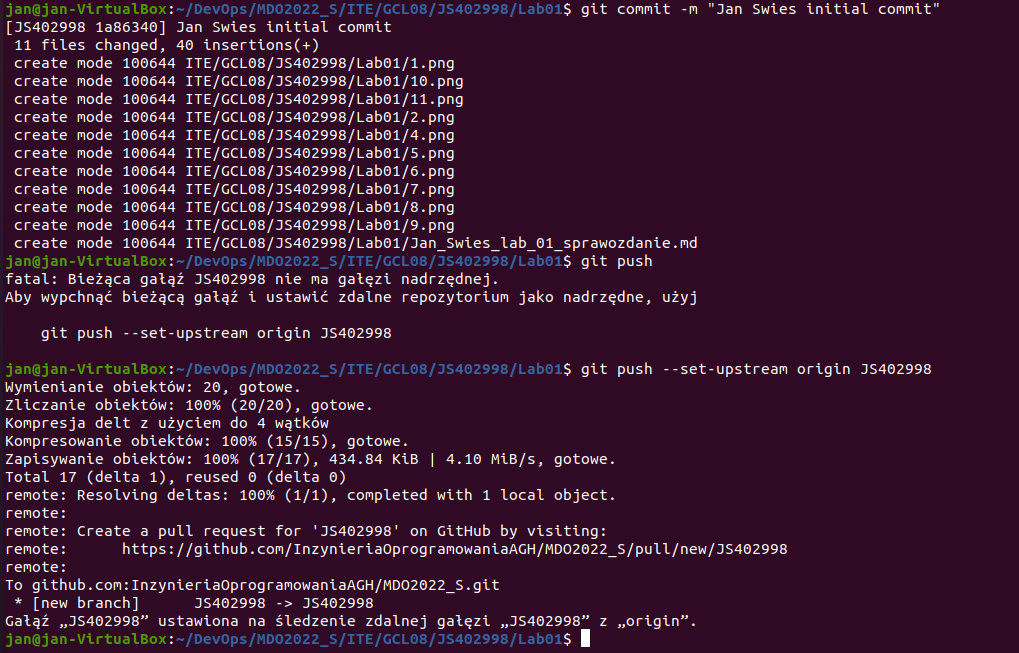 jan@jan-VirtualBox:~/DevOps/MDO2022_S/ITE/GCL08/JS402998/Lab01$ git commit -m "Jan Swies initial commit"
[JS402998 1a86340] Jan Swies initial commit
 11 files changed, 40 insertions(+)
 create mode 100644 ITE/GCL08/JS402998/Lab01/1.png
 create mode 100644 ITE/GCL08/JS402998/Lab01/10.png
 create mode 100644 ITE/GCL08/JS402998/Lab01/11.png
 create mode 100644 ITE/GCL08/JS402998/Lab01/2.png
 create mode 100644 ITE/GCL08/JS402998/Lab01/4.png
 create mode 100644 ITE/GCL08/JS402998/Lab01/5.png
 create mode 100644 ITE/GCL08/JS402998/Lab01/6.png
 create mode 100644 ITE/GCL08/JS402998/Lab01/7.png
 create mode 100644 ITE/GCL08/JS402998/Lab01/8.png
 create mode 100644 ITE/GCL08/JS402998/Lab01/9.png
 create mode 100644 ITE/GCL08/JS402998/Lab01/Jan_Swies_lab_01_sprawozdanie.md
jan@jan-VirtualBox:~/DevOps/MDO2022_S/ITE/GCL08/JS402998/Lab01$ git push
fatal: Bieżąca gałąź JS402998 nie ma gałęzi nadrzędnej.
Aby wypchnąć bieżącą gałąź i ustawić zdalne repozytorium jako nadrzędne, użyj
    git push --set-upstream origin JS402998
jan@jan-VirtualBox:~/DevOps/MDO2022_S/ITE/GCL08/JS402998/Lab01$ git push --set-upstream origin JS402998
Wymienianie obiektów: 20, gotowe.
Zliczanie obiektów: 100% (20/20), gotowe.
Kompresja delt z użyciem do 4 wątków
Kompresowanie obiektów: 100% (15/15), gotowe.
Zapisywanie obiektów: 100% (17/17), 434.84 KiB | 4.10 MiB/s, gotowe.
Total 17 (delta 1), reused 0 (delta 0)
remote: Resolving deltas: 100% (1/1), completed with 1 local object.
remote:
remote: Create a pull request for 'JS402998' on GitHub by visiting:
remote:      https://github.com/InzynieriaOprogramowaniaAGH/MDO2022_S/pull/new/JS402998
remote:
To github.com:InzynieriaOprogramowaniaAGH/MDO2022_S.git
 * [new branch]      JS402998 -> JS402998
Gałąź „JS402998” ustawiona na śledzenie zdalnej gałęzi „JS402998” z „origin”.
jan@jan-VirtualBox:~/DevOps/MDO2022_S/ITE/GCL08/JS402998/Lab01$